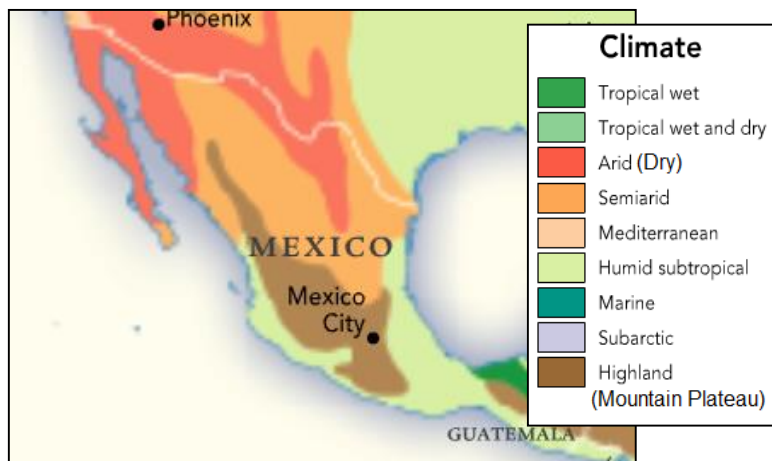 Phoenix
MEXICO
Mexico
City
GUATEMALA
Climate
Tropical wet
Tropical wet and dry
Arid (Dry)
Semiarid
Mediterranean
Humid subtropical
Marine
Subarctic
Highland
(Mountain Plateau)